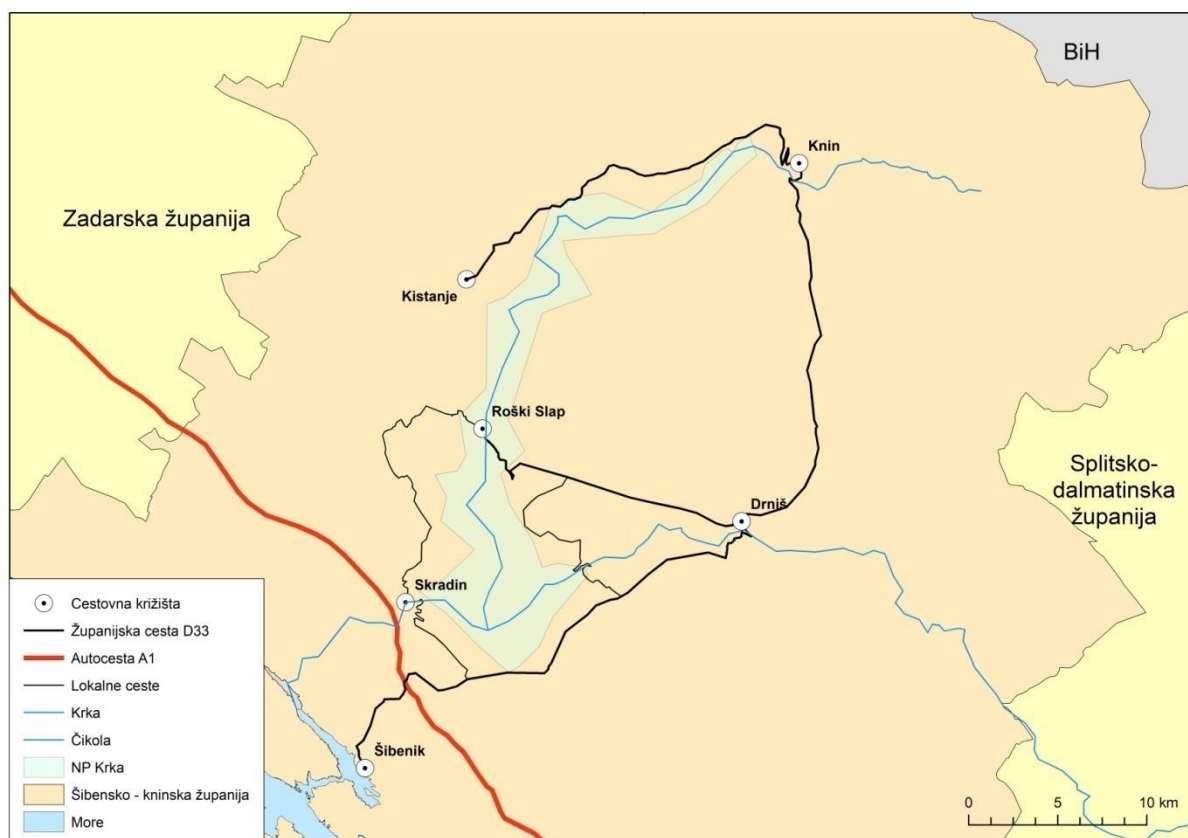 BiH
Knin
Zadarska županija
Kistanje
Roški Slap
Splitsko-
dalmatinska
županija
Drniš
Skradin
Šibenik
Cestovna križišta
Županijska cesta D33
Autocesta A1
Lokalne ceste
Krka
Čikola
NP Krka
Šibensko - kninska županija
More
0 5 10 km